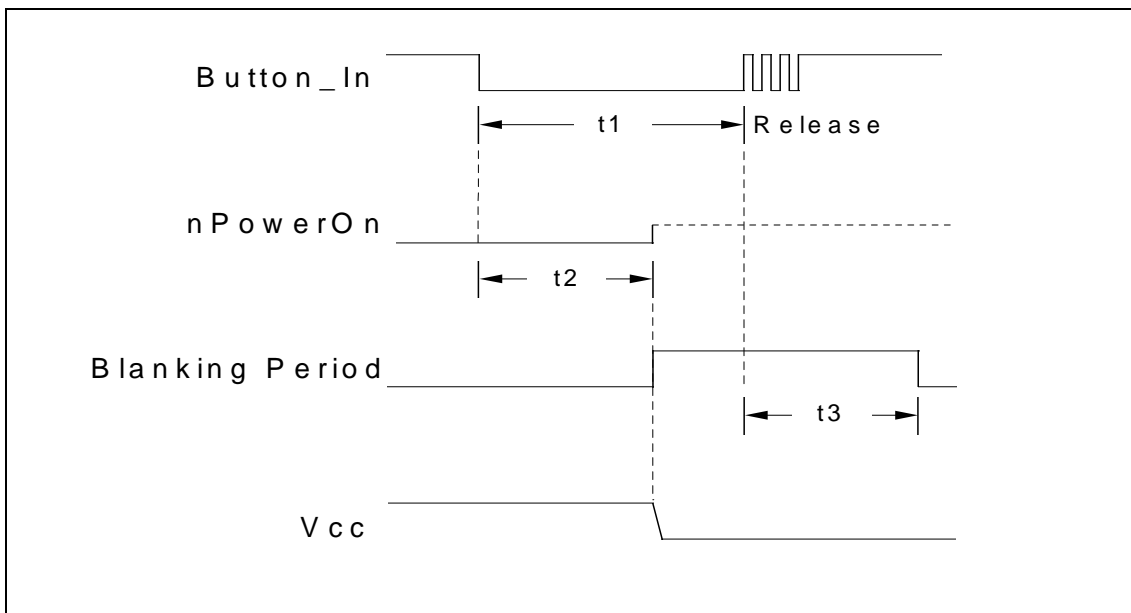 Button_In
t1
Release
nPowerOn
t2
Blanking Period
t3
Vcc